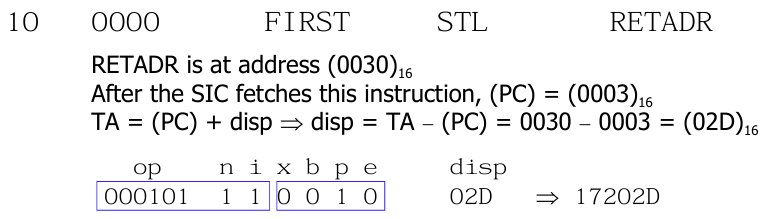 10 0000 FIRST STL RETADR
RETADR is at address (0030)₁₆
After the SIC fetches this instruction, (PC) = (0003)₁₆
TA = (PC) + disp ⇒ disp = TA – (PC) = 0030 – 0003 = (02D)₁₆
op n i x b p e disp
000101 1 1 0 0 1 0 02D ⇒ 17202D